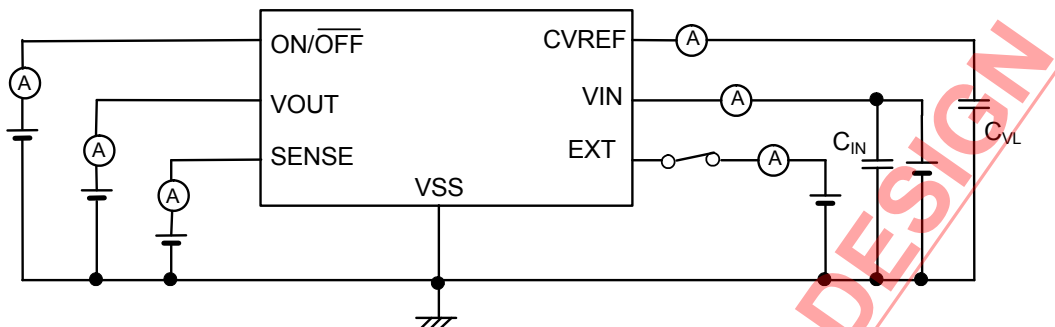 ON/OFF
VOUT
SENSE
VSS
CVREF
VIN
EXT
A
A
A
A
A
A
CIN
CVL
DESIGN